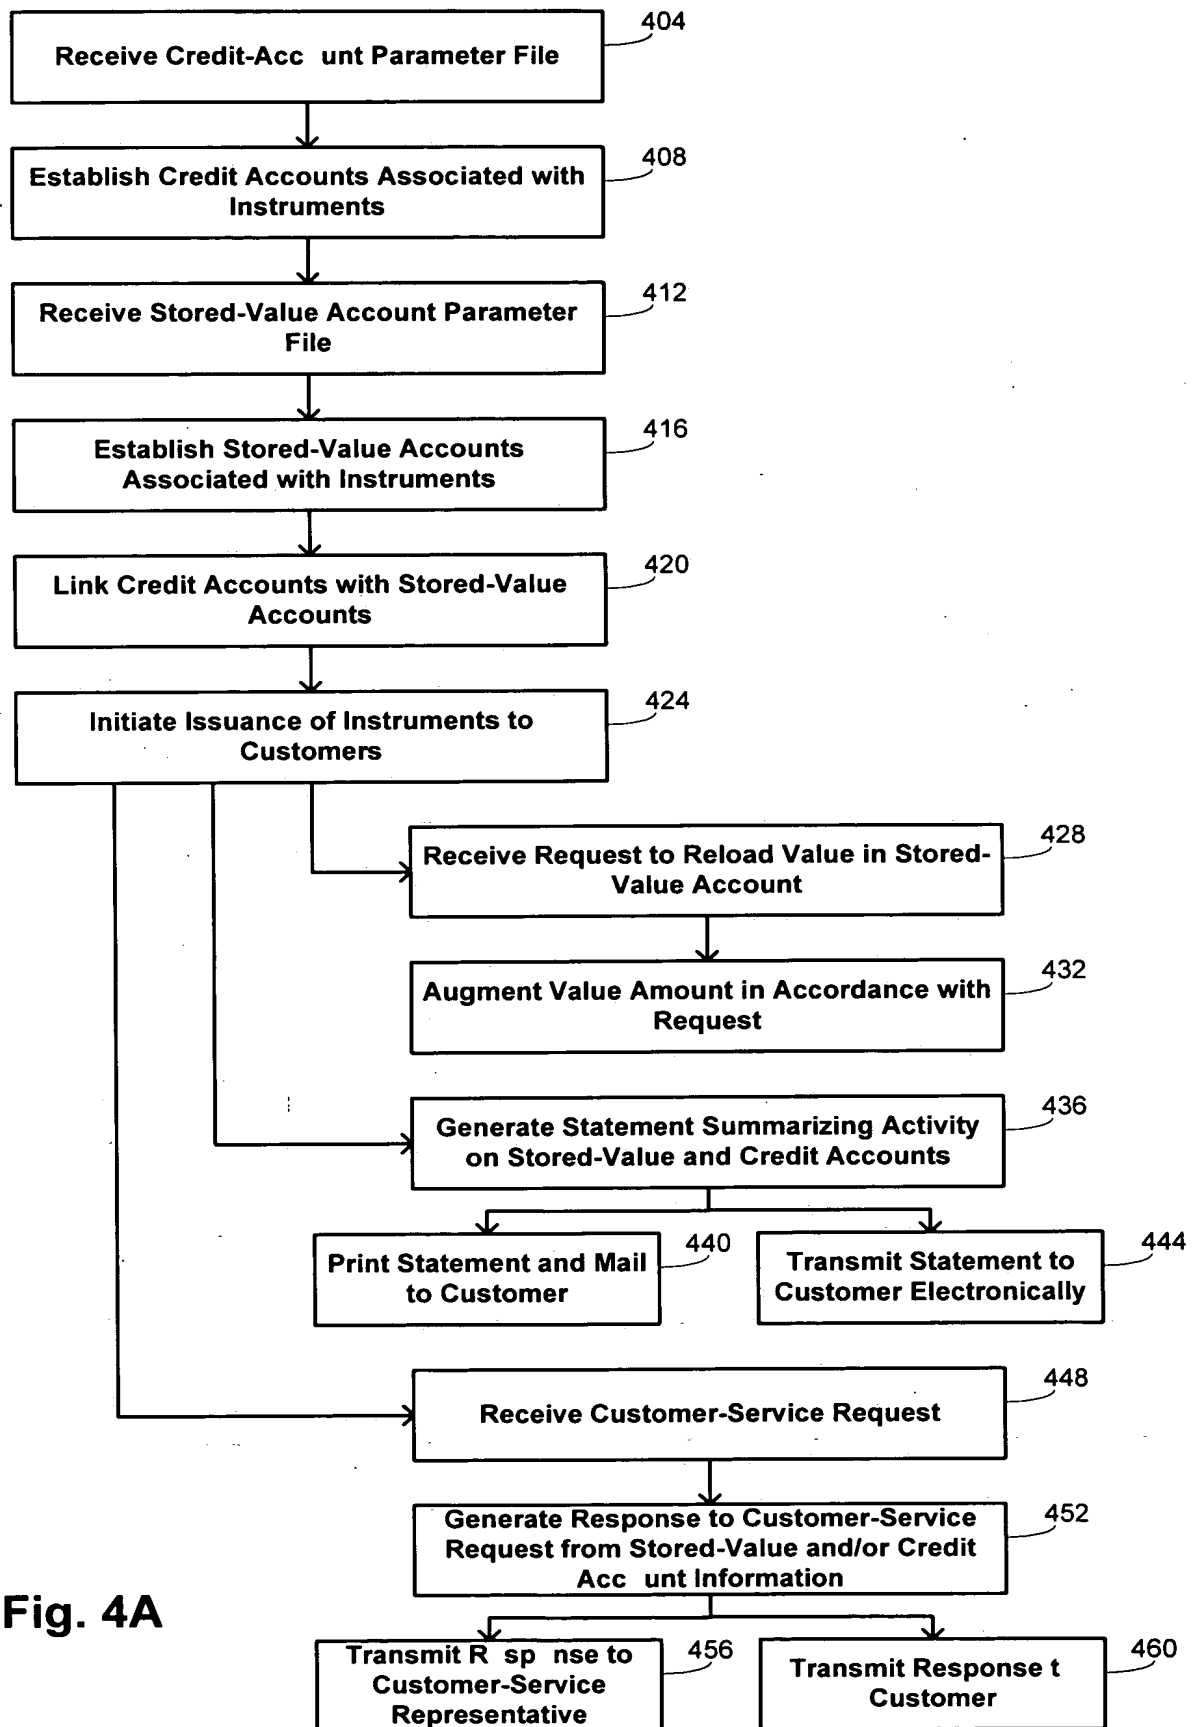 404
Receive Credit-Acc unt Parameter File
408
Establish Credit Accounts Associated with
Instruments
412
Receive Stored-Value Account Parameter
File
416
Establish Stored-Value Accounts
Associated with Instruments
420
Link Credit Accounts with Stored-Value
Accounts
424
Initiate Issuance of Instruments to
Customers
428
Receive Request to Reload Value in Stored-
Value Account
432
Augment Value Amount in Accordance with
Request
436
Generate Statement Summarizing Activity
on Stored-Value and Credit Accounts
440
Print Statement and Mail
to Customer
444
Transmit Statement to
Customer Electronically
448
Receive Customer-Service Request
452
Generate Response to Customer-Service
Request from Stored-Value and/or Credit
Acc unt Information
456
Transmit R sp nse to
Customer-Service
Representative
460
Transmit Response t
Customer
Fig. 4A